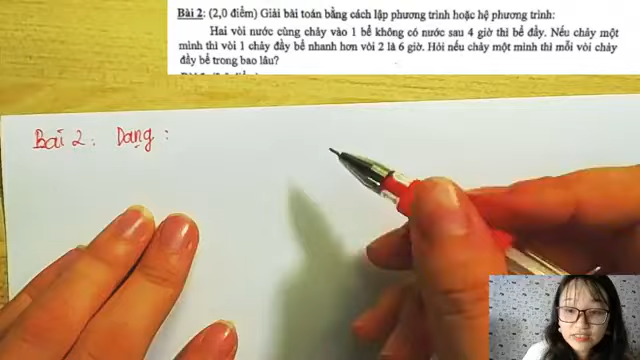 Bài 2: (2,0 điểm) Giải bài toán bằng cách lập phương trình hoặc hệ phương trình:
Hai vòi nước cùng chảy vào 1 bể không có nước sau 4 giờ thì bể đầy. Nếu chảy một
mình thì vòi 1 chảy đầy bể nhanh hơn vòi 2 là 6 giờ. Hỏi nếu chảy một mình thì mỗi vòi chảy
đầy bể trong bao lâu?
Bài 2: Dạng: